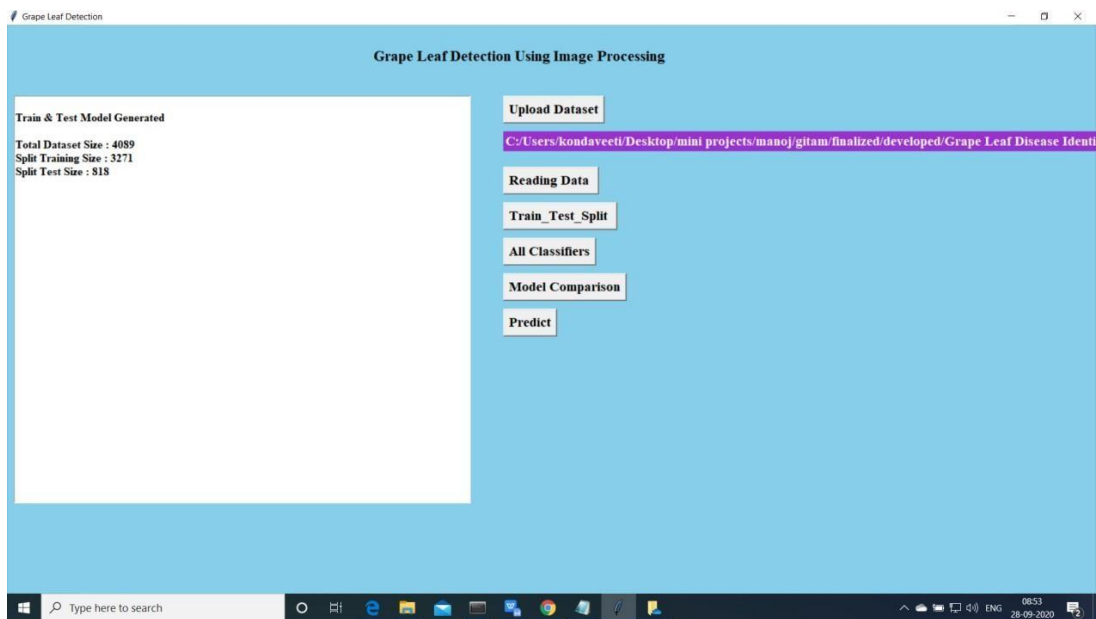 Grape Leaf Detection
Grape Leaf Detection Using Image Processing
Train & Test Model Generated
Total Dataset Size : 4089
Split Training Size : 3271
Split Test Size : 818
Upload Dataset
C:/Users/kondaveeti/Desktop/mini projects/manoj/gitam/finalized/developed/Grape Leaf Disease Identi
Reading Data
Train_Test_Split
All Classifiers
Model Comparison
Predict
Type here to search
ENG
08:53
28-09-2020
2